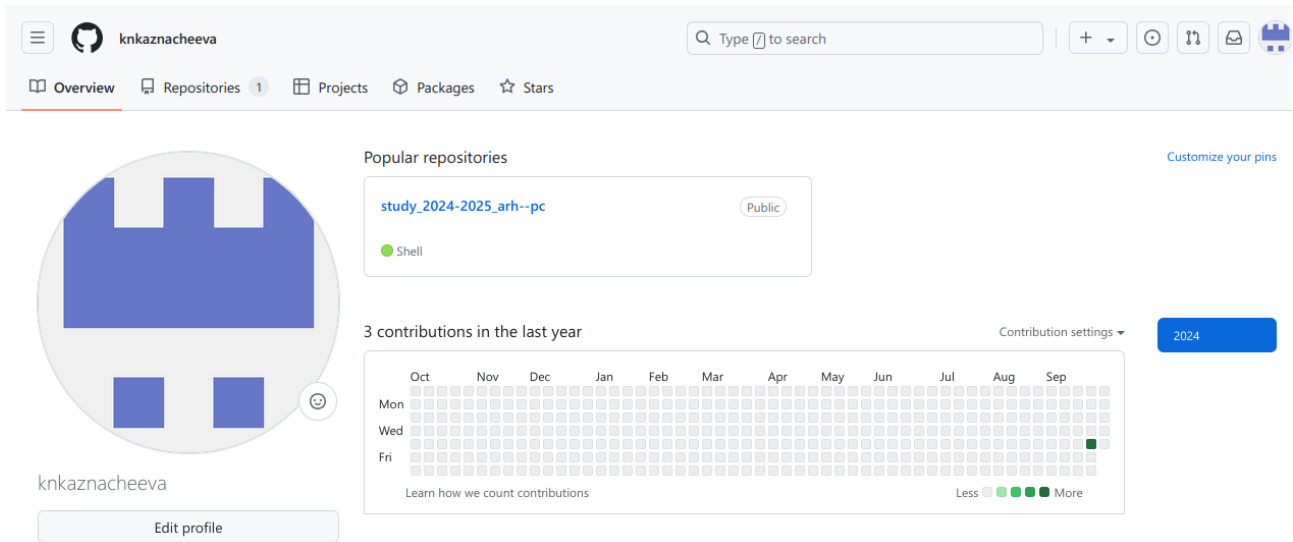 knkaznacheeva
Type / to search
Overview
Repositories 1
Projects
Packages
Stars
Popular repositories
Customize your pins
study_2024-2025_arh--pc
Public
Shell
3 contributions in the last year
Contribution settings
2024
Oct Nov Dec Jan Feb Mar Apr May Jun Jul Aug Sep
Mon
Wed
Fri
Learn how we count contributions
Less More
knkaznacheeva
Edit profile